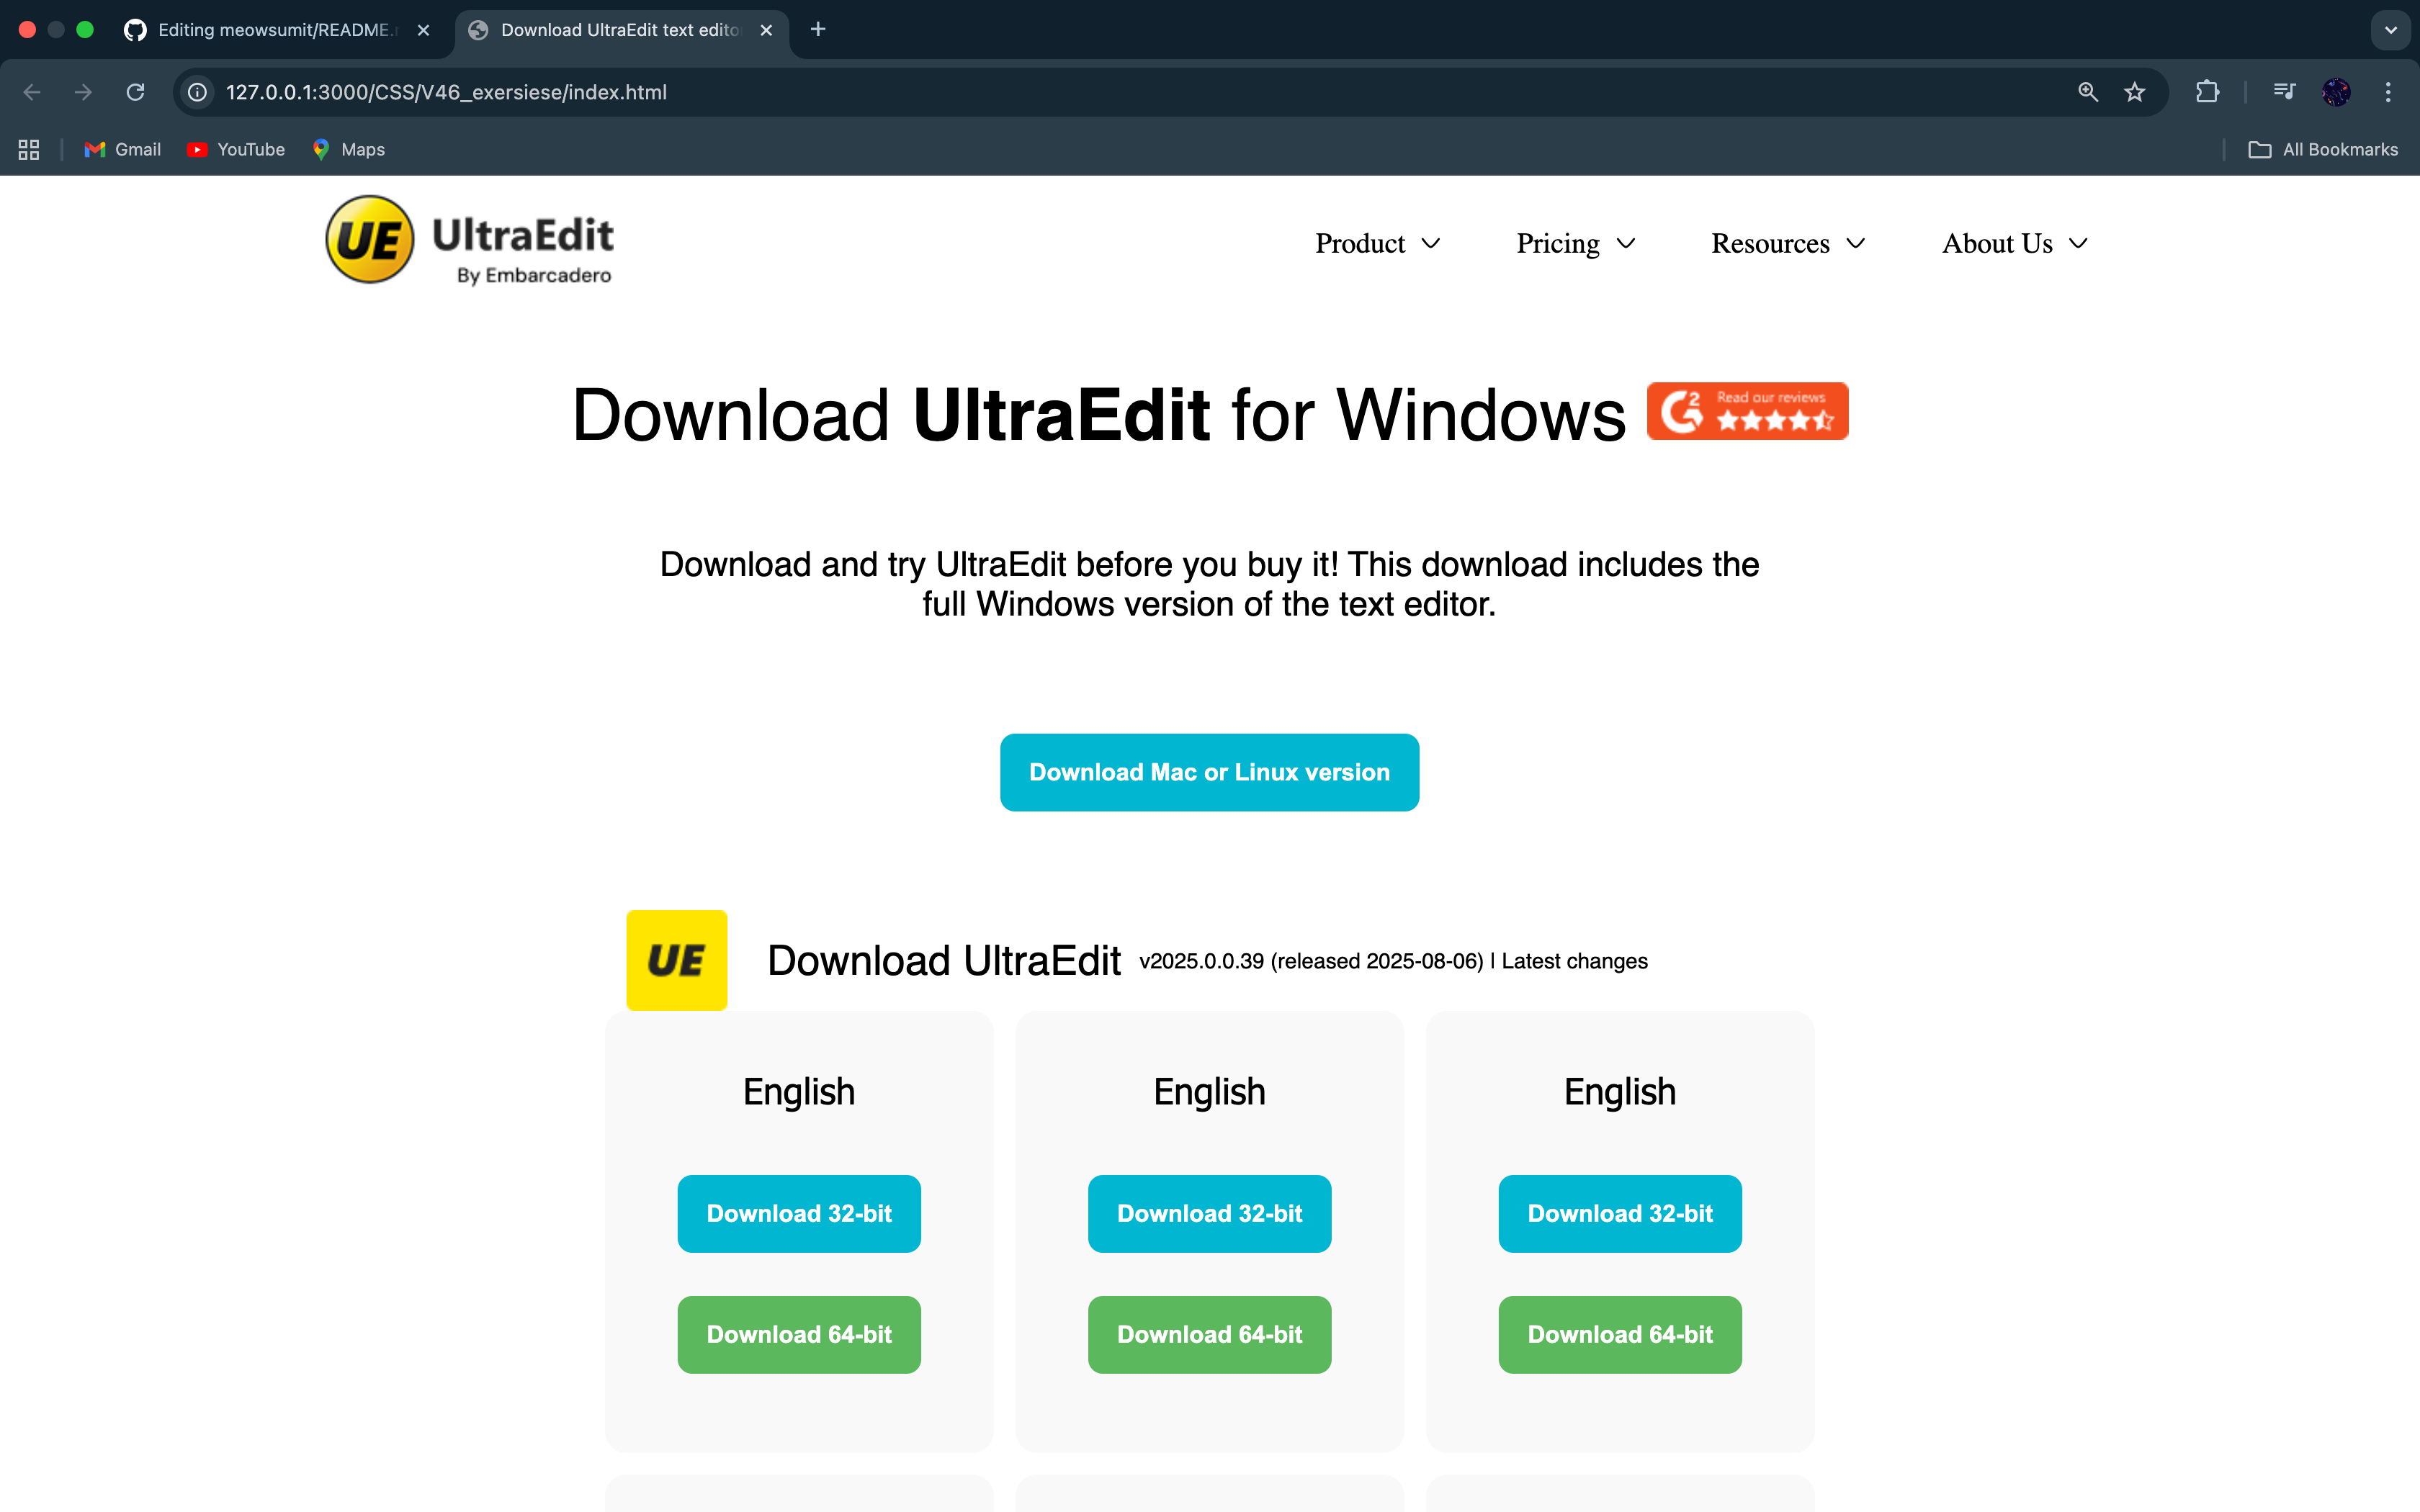 Editing meowsumit/README.r
Download UltraEdit text edito
127.0.0.1:3000/CSS/V46_exersiese/index.html
Gmail
YouTube
Maps
All Bookmarks
UE UltraEdit
By Embarcadero
Product
Pricing
Resources
About Us
Download UltraEdit for Windows
G2 Read our reviews
Download and try UltraEdit before you buy it! This download includes the
full Windows version of the text editor.
Download Mac or Linux version
UE
Download UltraEdit v2025.0.0.39 (released 2025-08-06) | Latest changes
English
Download 32-bit
Download 64-bit
English
Download 32-bit
Download 64-bit
English
Download 32-bit
Download 64-bit